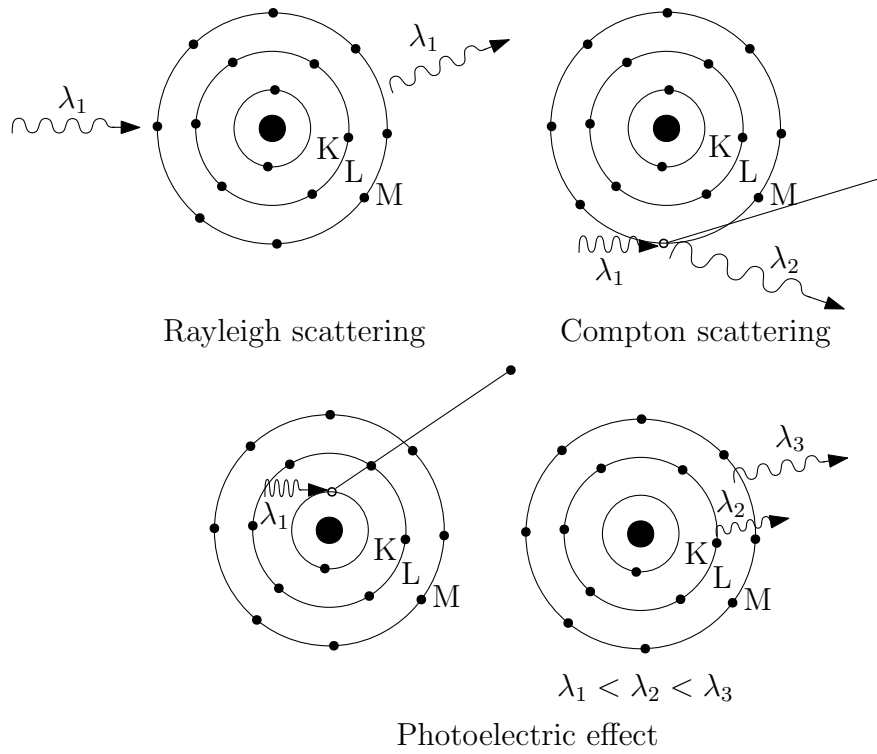 λ₁
λ₁
K
L
M
Rayleigh scattering
K
L
M
λ₁
λ₂
Compton scattering
λ₁
K
L
M
λ₃
λ₂
K
L
M
λ₁ < λ₂ < λ₃
Photoelectric effect